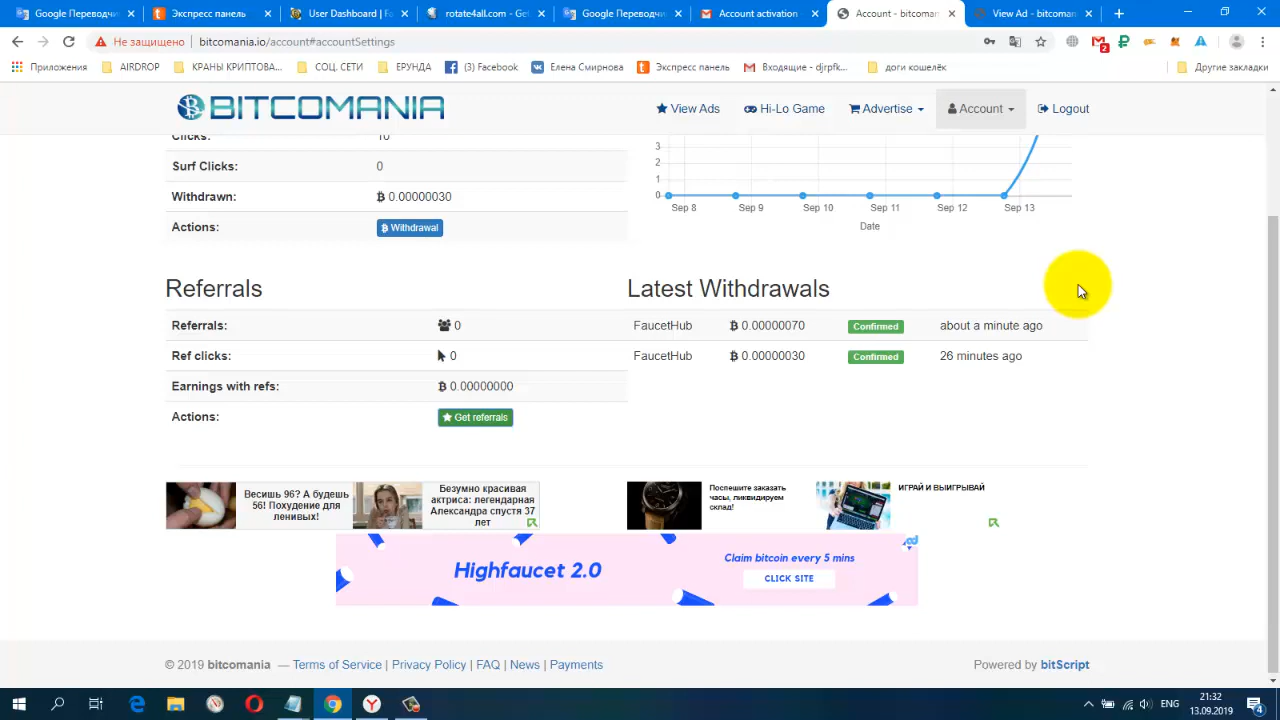 Google Переводчи
Экспресс панель
User Dashboard | Fo
rotate4all.com - Get
Google Переводчи
Account activation
Account - bitcoman
View Ad - bitcoman
Не защищено
bitcomania.io/account#accountSettings
2
Приложения
AIRDROP
КРАНЫ КРИПТОВА...
СОЦ. СЕТИ
ЕРУНДА
(3) Facebook
Елена Смирнова
Экспресс панель
Входящие - djrpfk...
доги кошелёк
Другие закладки
BITCOMANIA
View Ads
Hi-Lo Game
Advertise
Account
Logout
Clicks: 10
Surf Clicks: 0
Withdrawn: 0.00000030
Actions: Withdrawal
3
2
1
0
Sep 8 Sep 9 Sep 10 Sep 11 Sep 12 Sep 13
Date
Referrals
Referrals: 0
Ref clicks: 0
Earnings with refs: 0.00000000
Actions: Get referrals
Latest Withdrawals
FaucetHub 0.00000070 Confirmed about a minute ago
FaucetHub 0.00000030 Confirmed 26 minutes ago
Весишь 96? А будешь
56! Похудение для
ленивых!
Безумно красивая
актриса: легендарная
Александра спустя 37
лет
Поспешите заказать
часы, ликвидируем
склад!
ИГРАЙ И ВЫИГРЫВАЙ
Highfaucet 2.0
Claim bitcoin every 5 mins
CLICK SITE
© 2019 bitcomania — Terms of Service | Privacy Policy | FAQ | News | Payments
Powered by bitScript
ENG
21:32
13.09.2019
4